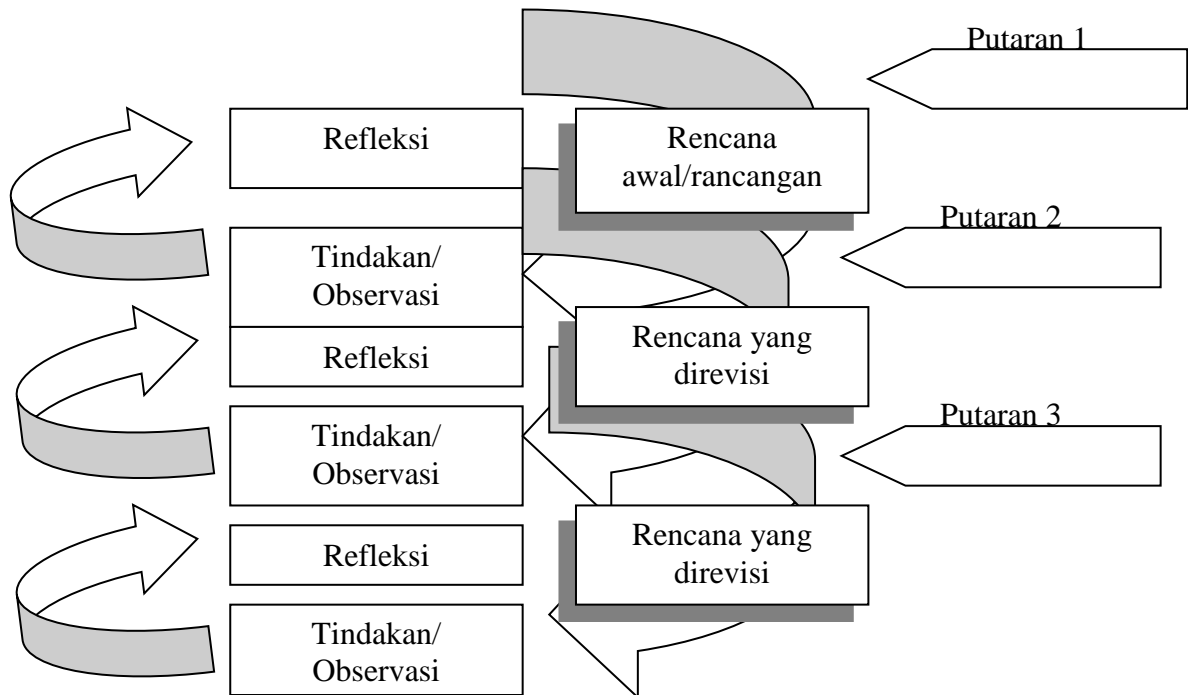 Putaran 1
Refleksi
Rencana
awal/rancangan
Putaran 2
Tindakan/
Observasi
Rencana yang
direvisi
Refleksi
Putaran 3
Tindakan/
Observasi
Rencana yang
direvisi
Refleksi
Tindakan/
Observasi